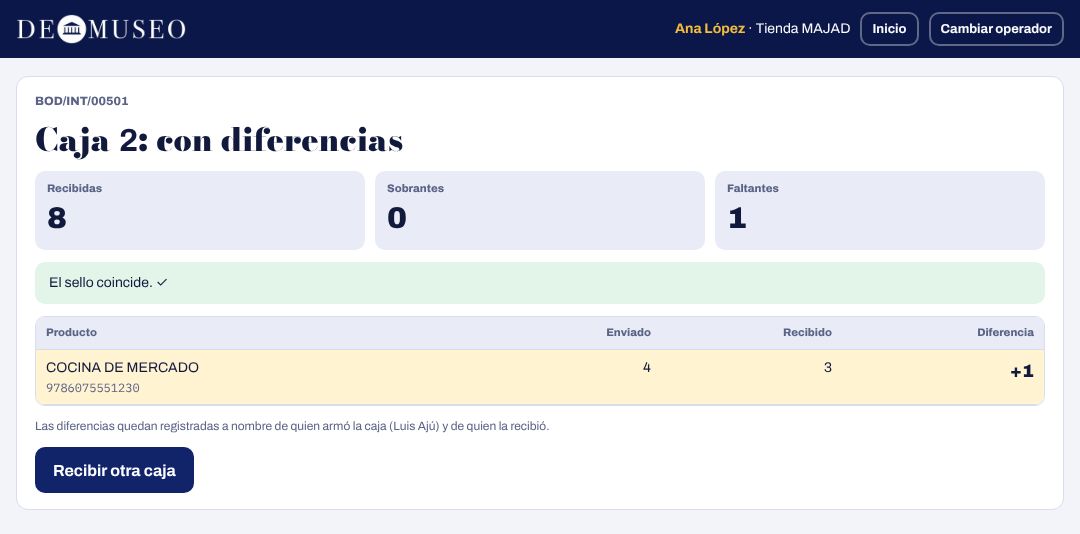 DE MUSEO
Ana López · Tienda MAJAD
Inicio
Cambiar operador
BOD/INT/00501
Caja 2: con diferencias
Recibidas
8
Sobrantes
0
Faltantes
1
El sello coincide. ✓
Producto Enviado Recibido Diferencia
COCINA DE MERCADO 4 3 +1
9786075551230
Las diferencias quedan registradas a nombre de quien armó la caja (Luis Ajú) y de quien la recibió.
Recibir otra caja